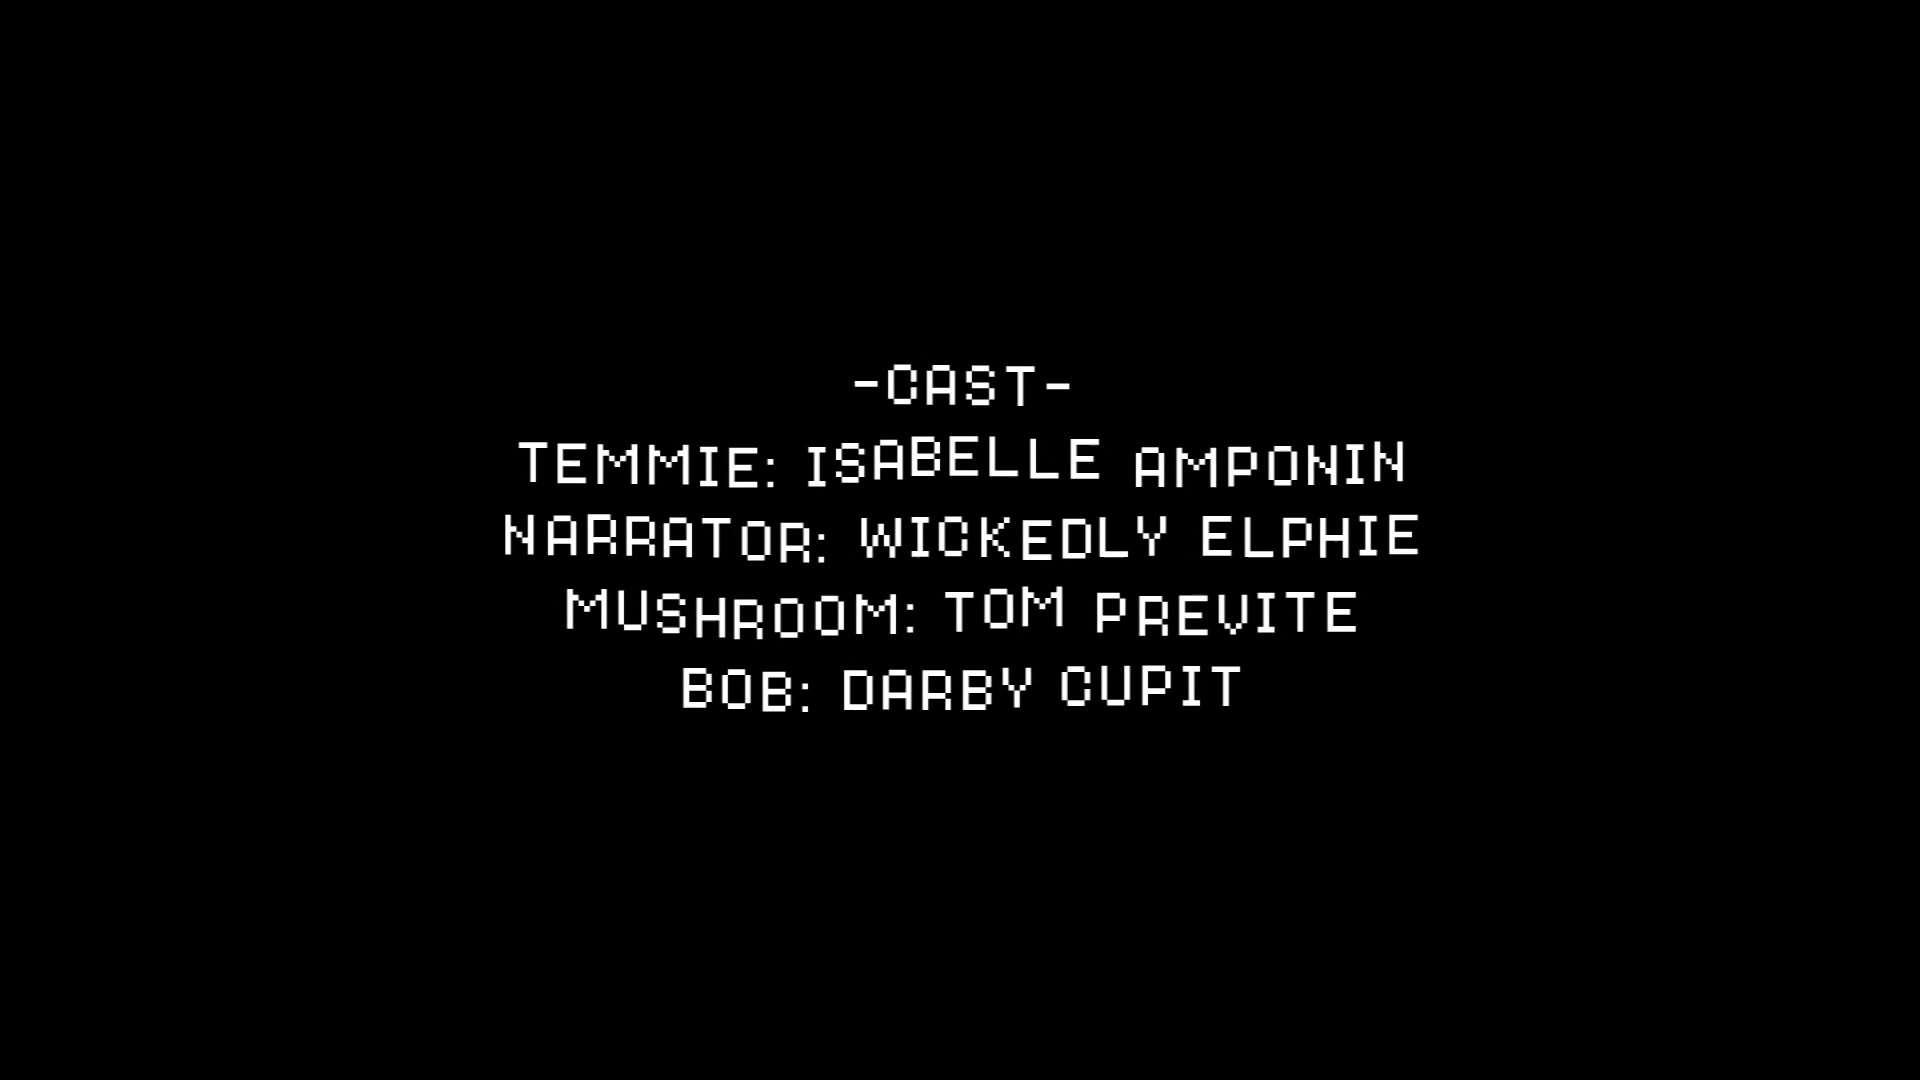 -CAST-
TEMMIE: ISABELLE AMPONIN
NARRATOR: WICKEDLY ELPHIE
MUSHROOM: TOM PREVITE
BOB: DARBY CUPIT